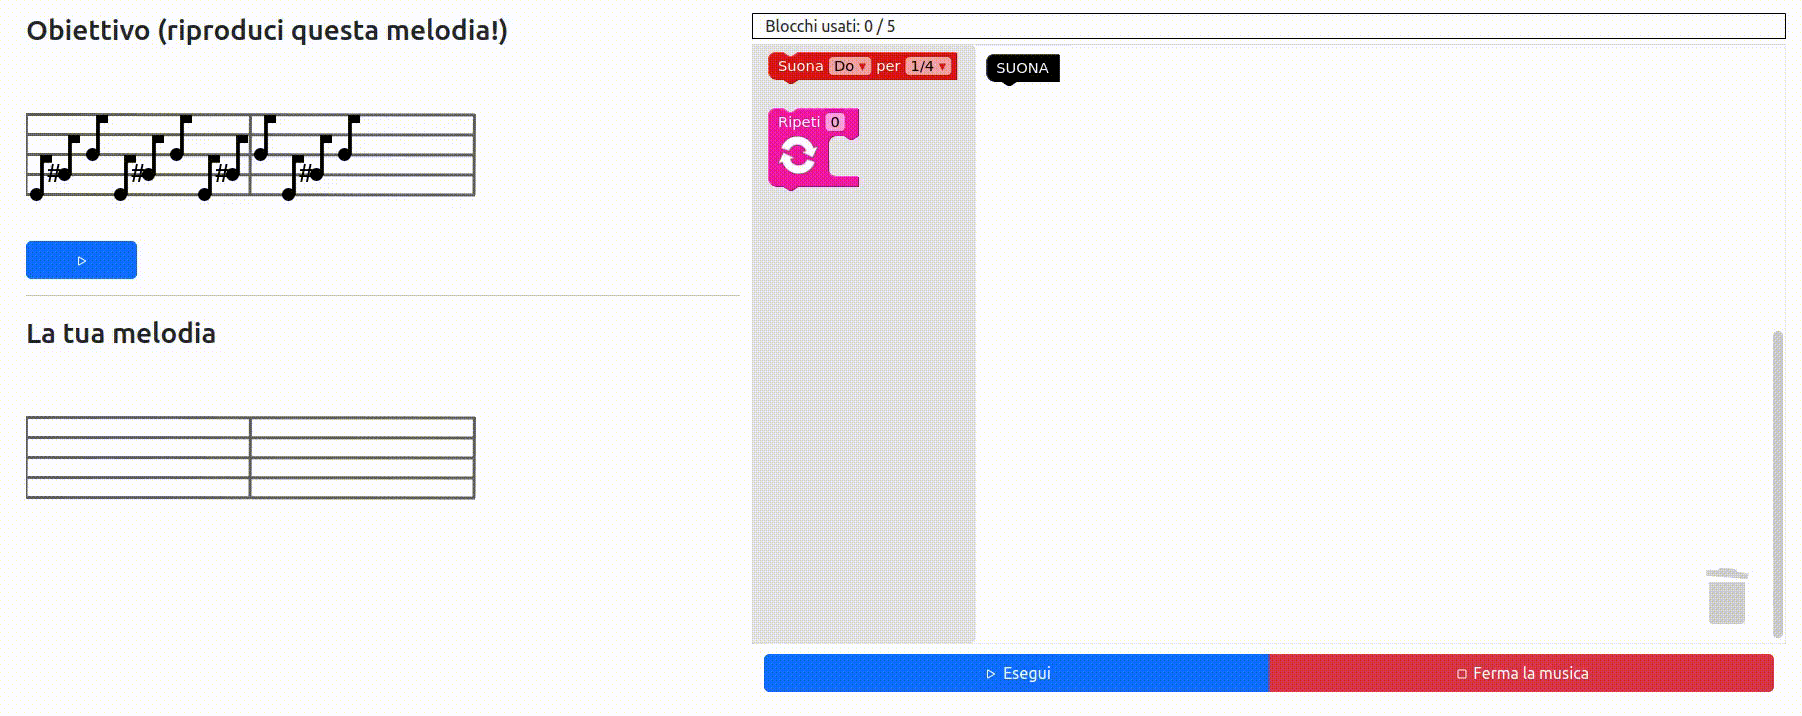 Obiettivo (riproduci questa melodia!)
# # # #
La tua melodia
Blocchi usati: 0 / 5
Suona Do per 1/4
Ripeti 0
SUONA
Esegui
Ferma la musica